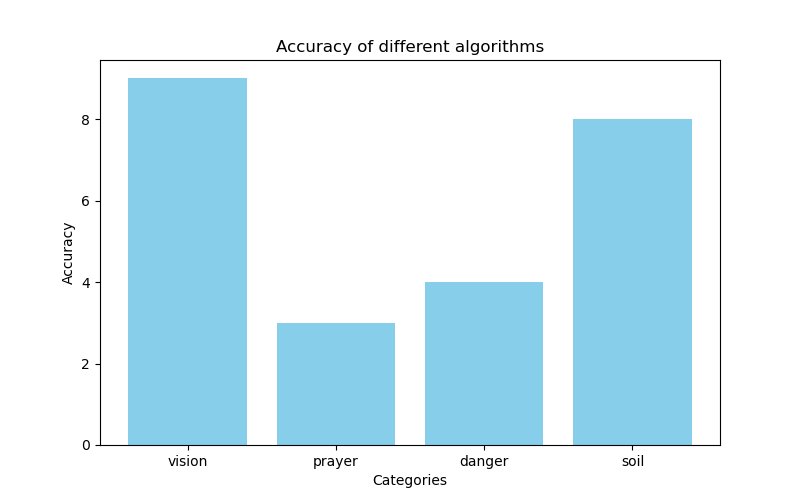 Accuracy of different algorithms
Accuracy
8
6
4
2
0
vision prayer danger soil
Categories